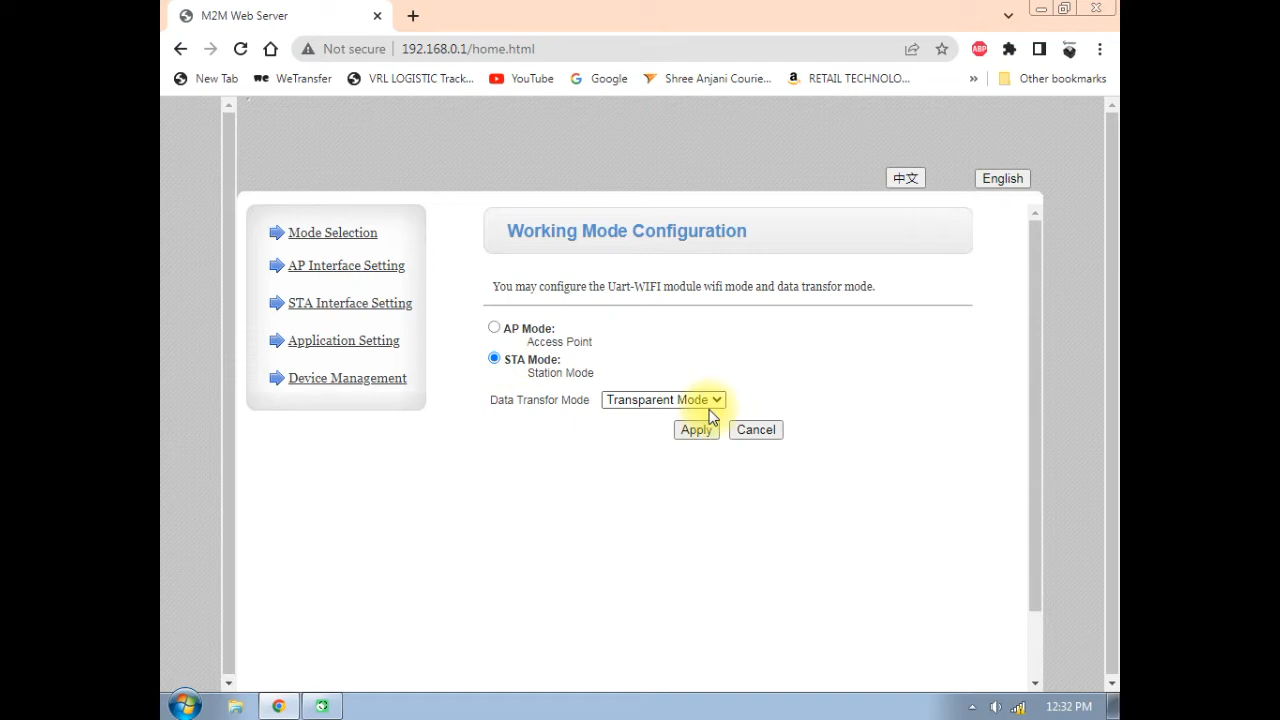 M2M Web Server
Not secure 192.168.0.1/home.html
ABP
New Tab WeTransfer VRL LOGISTIC Track... YouTube Google Shree Anjani Courie... RETAIL TECHNOLO... » Other bookmarks
中文 English
Mode Selection
AP Interface Setting
STA Interface Setting
Application Setting
Device Management
Working Mode Configuration
You may configure the Uart-WIFI module wifi mode and data transfor mode.
AP Mode:
Access Point
STA Mode:
Station Mode
Data Transfor Mode Transparent Mode
Apply Cancel
12:32 PM